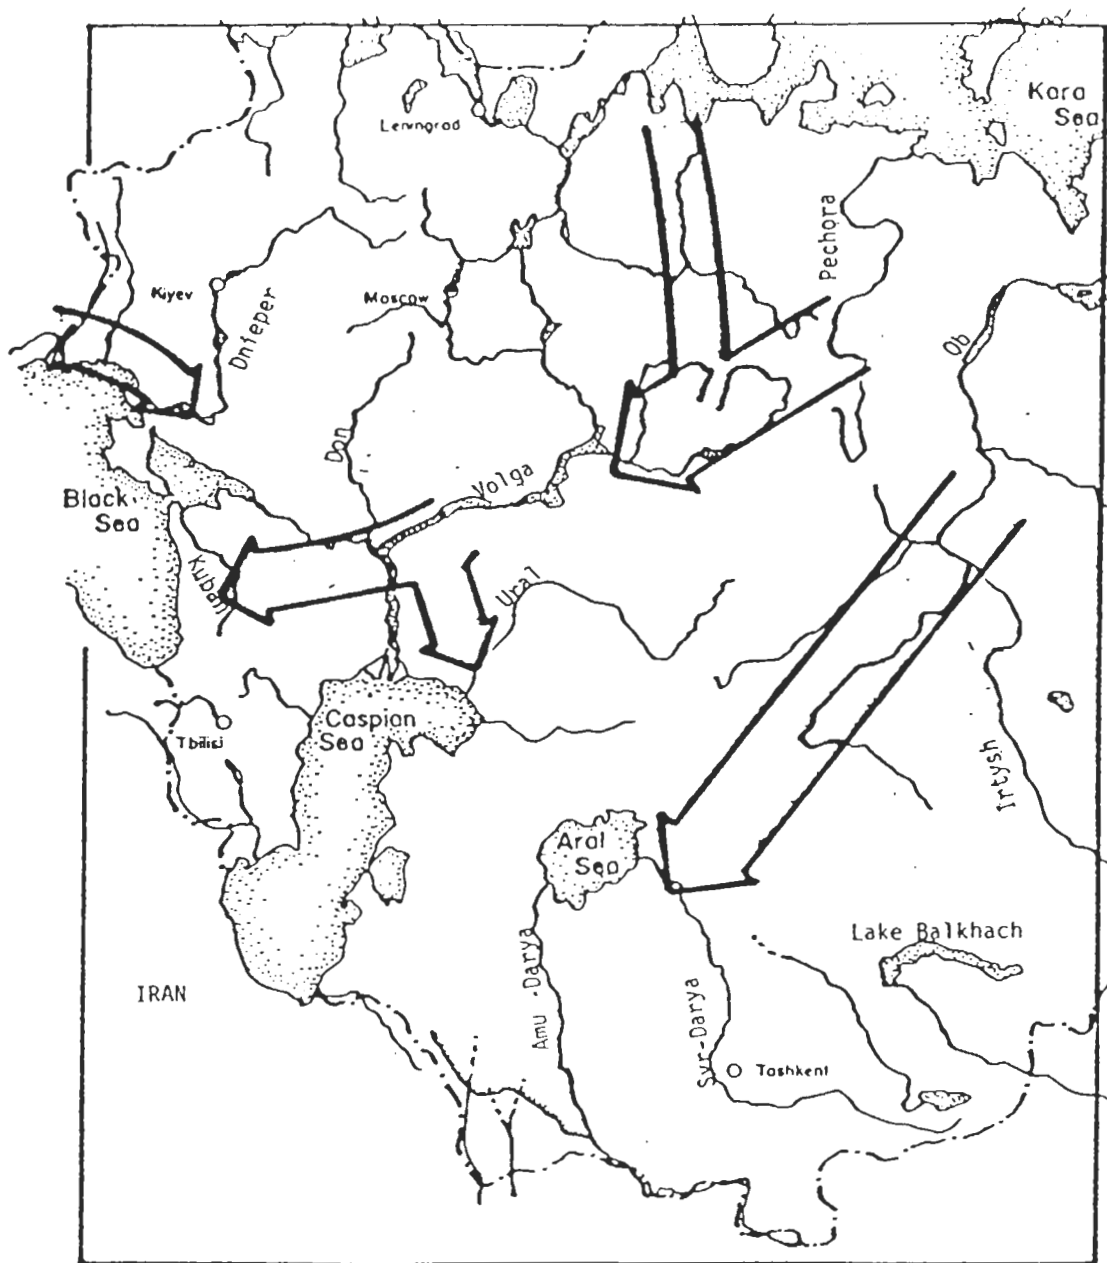 Kara
Sea
Leningrad
Pechora
Kiyev
Moscow
Dnieper
Ob
Don
Volga
Black
Sea
Kuban
Ural
Caspian
Sea
Tbilisi
Irtysh
Aral
Sea
Lake Balkhach
IRAN
Amu-Darya
Syr-Darya
Tashkent